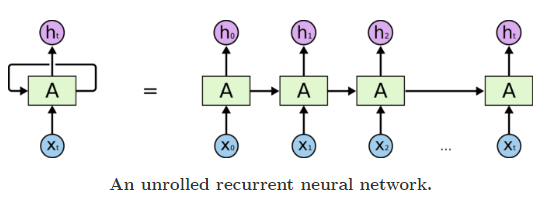 hₜ h₀ h₁ h₂ hₜ
A = A A A A
xₜ x₀ x₁ x₂ ... xₜ
An unrolled recurrent neural network.